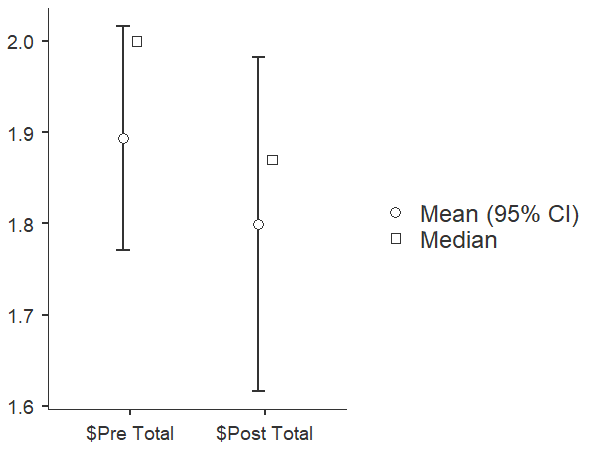 2.0
1.9
1.8
1.7
1.6
$Pre Total
$Post Total
Mean (95% CI)
Median